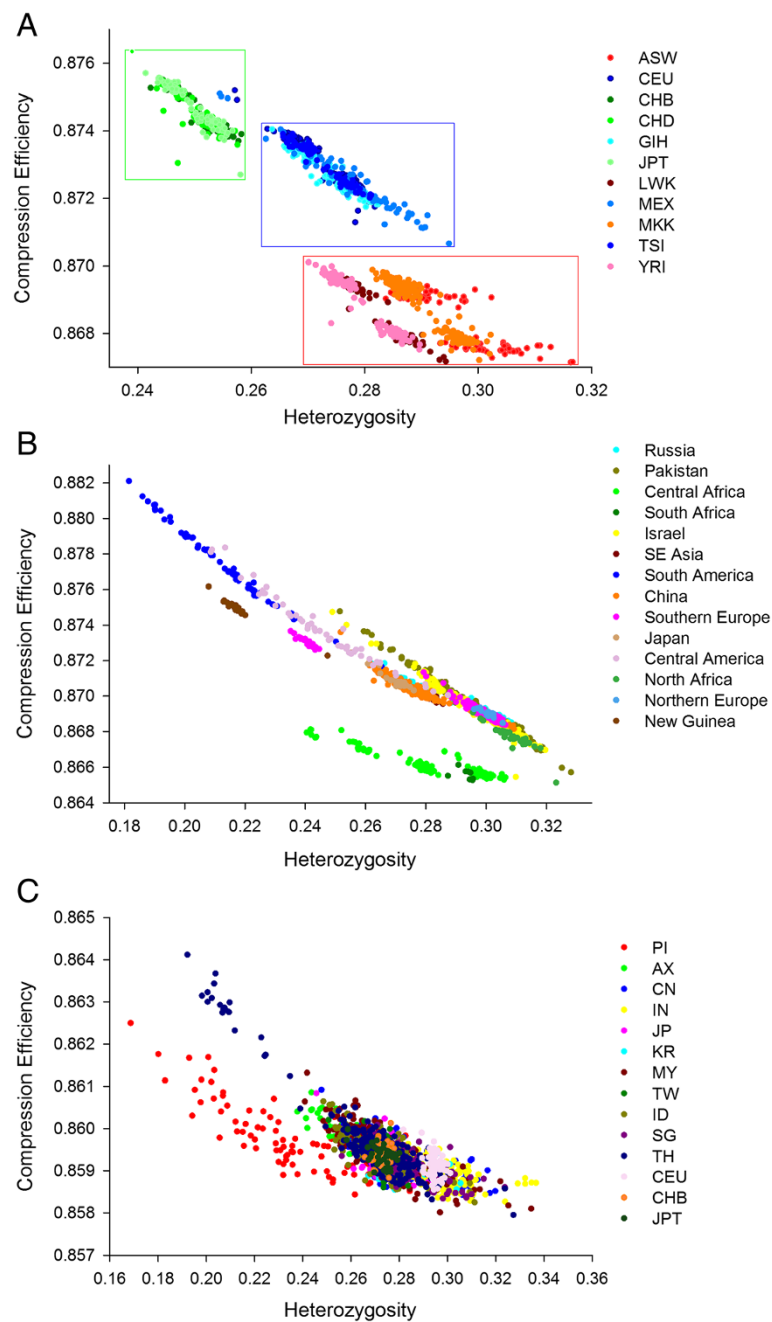 A
Compression Efficiency
0.876
0.874
0.872
0.870
0.868
0.24
0.26
0.28
0.30
0.32
Heterozygosity
ASW
CEU
CHB
CHD
GIH
JPT
LWK
MEX
MKK
TSI
YRI
B
Compression Efficiency
0.882
0.880
0.878
0.876
0.874
0.872
0.870
0.868
0.866
0.864
0.18
0.20
0.22
0.24
0.26
0.28
0.30
0.32
Heterozygosity
Russia
Pakistan
Central Africa
South Africa
Israel
SE Asia
South America
China
Southern Europe
Japan
Central America
North Africa
Northern Europe
New Guinea
C
Compression Efficiency
0.865
0.864
0.863
0.862
0.861
0.860
0.859
0.858
0.857
0.16
0.18
0.20
0.22
0.24
0.26
0.28
0.30
0.32
0.34
0.36
Heterozygosity
PI
AX
CN
IN
JP
KR
MY
TW
ID
SG
TH
CEU
CHB
JPT